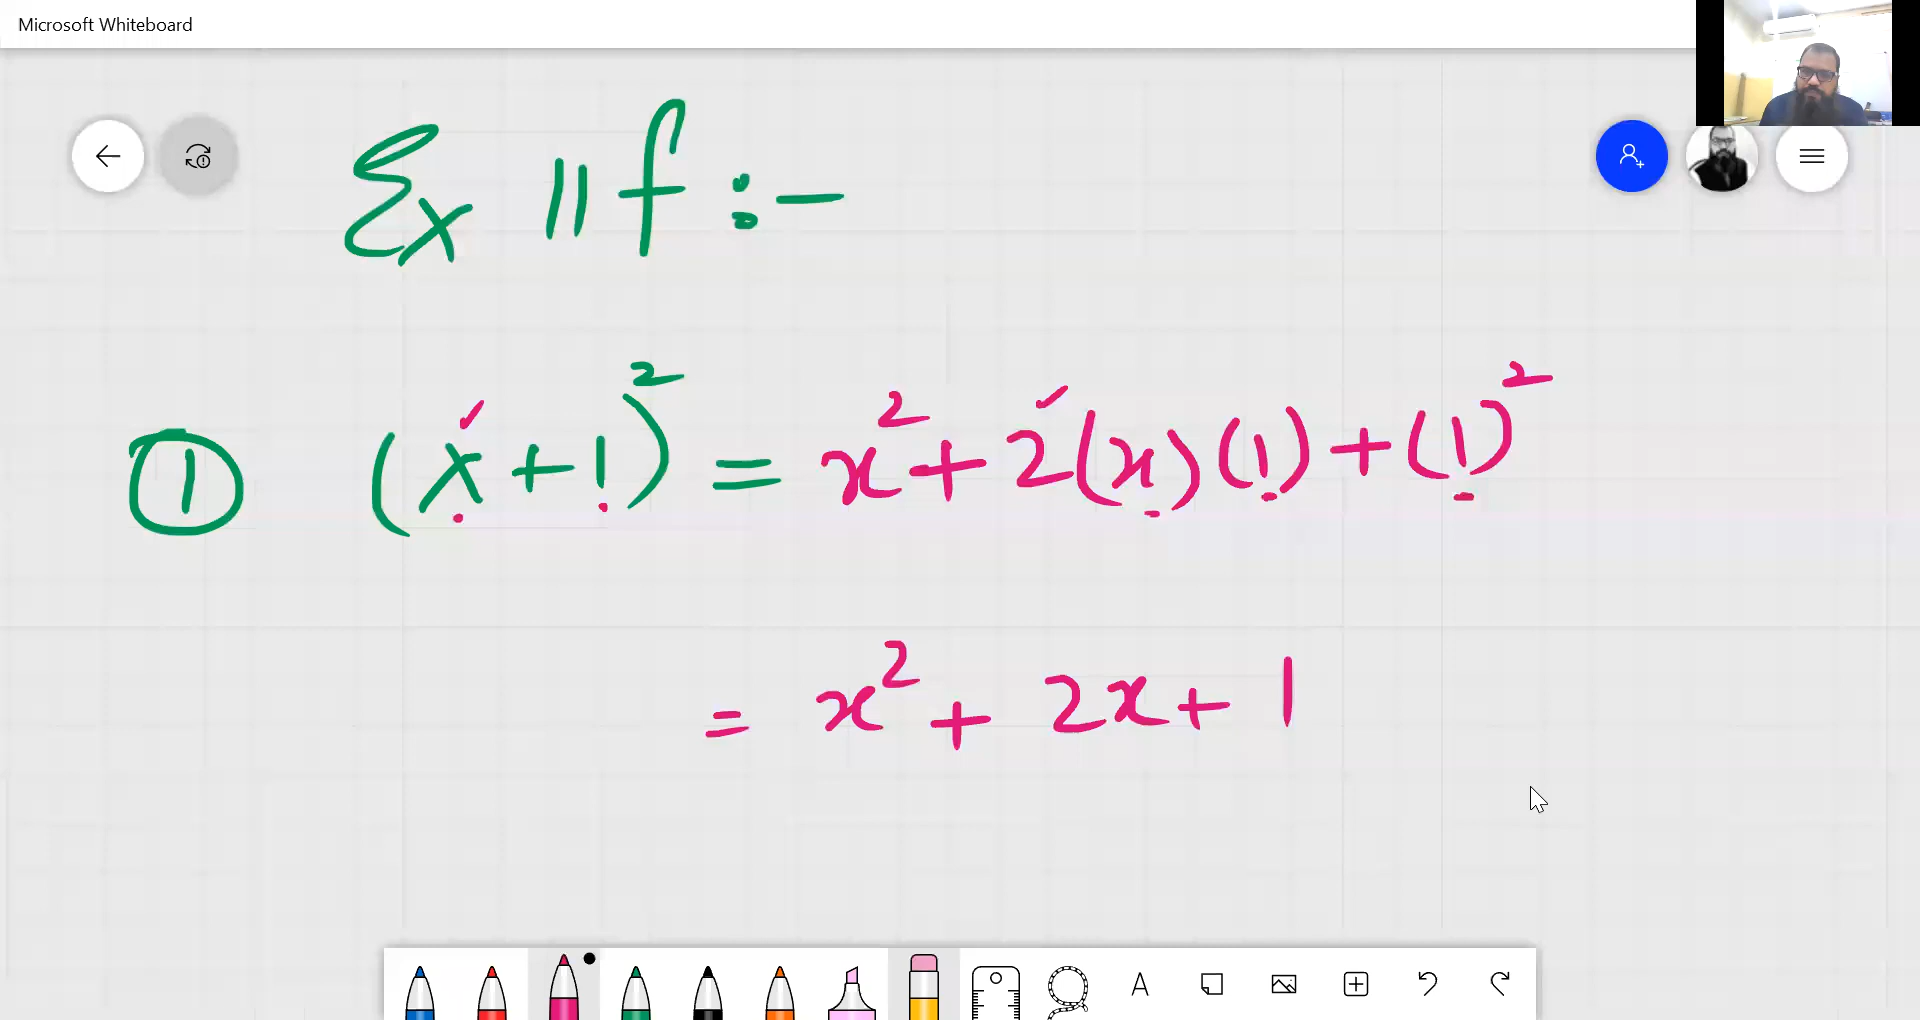 Microsoft Whiteboard
Ex 11f :-
① (x+1)² = x² + 2(x)(1) + (1)²
= x² + 2x + 1